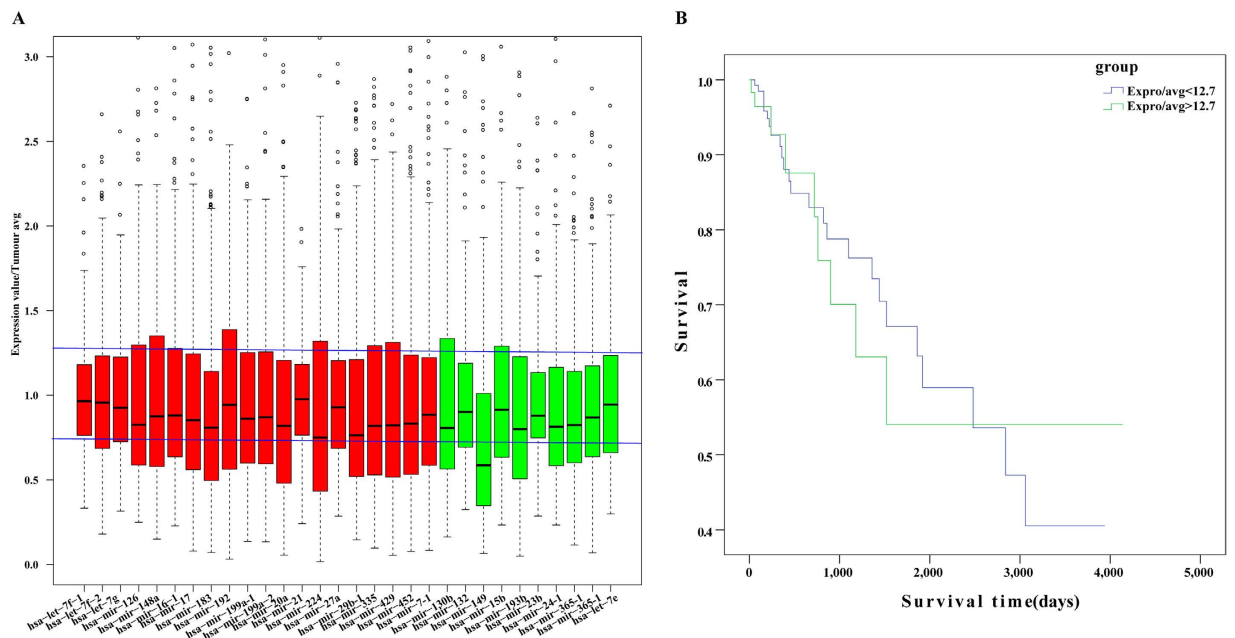 A
Expression value/Tumour avg
3.0
2.5
2.0
1.5
1.0
0.5
0.0
hsa-let-7f-1
hsa-let-7f-2
hsa-let-7g
hsa-mir-126
hsa-mir-148a
hsa-mir-16-1
hsa-mir-17
hsa-mir-183
hsa-mir-192
hsa-mir-199a-1
hsa-mir-199a-2
hsa-mir-20a
hsa-mir-21
hsa-mir-224
hsa-mir-27a
hsa-mir-29b-1
hsa-mir-335
hsa-mir-429
hsa-mir-452
hsa-mir-7-1
hsa-mir-130b
hsa-mir-132
hsa-mir-149
hsa-mir-15b
hsa-mir-193b
hsa-mir-23b
hsa-mir-24-1
hsa-mir-365-1
hsa-mir-365-1
hsa-let-7e
B
group
Expro/avg<12.7
Expro/avg>12.7
Survival
1.0
0.9
0.8
0.7
0.6
0.5
0.4
0
1,000
2,000
3,000
4,000
5,000
Survival time(days)